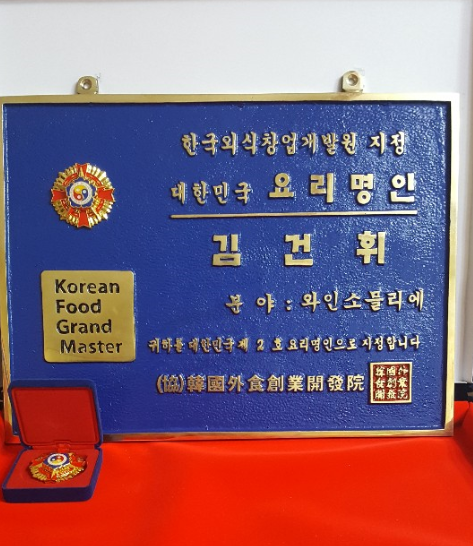 한국외식창업개발원 지정
대한민국 요리명인
김건휘
분야 : 와인소믈리에
Korean
Food
Grand
Master
귀하를 대한민국 제 2 호 요리명인으로 지정합니다
(協)韓國外食創業開發院